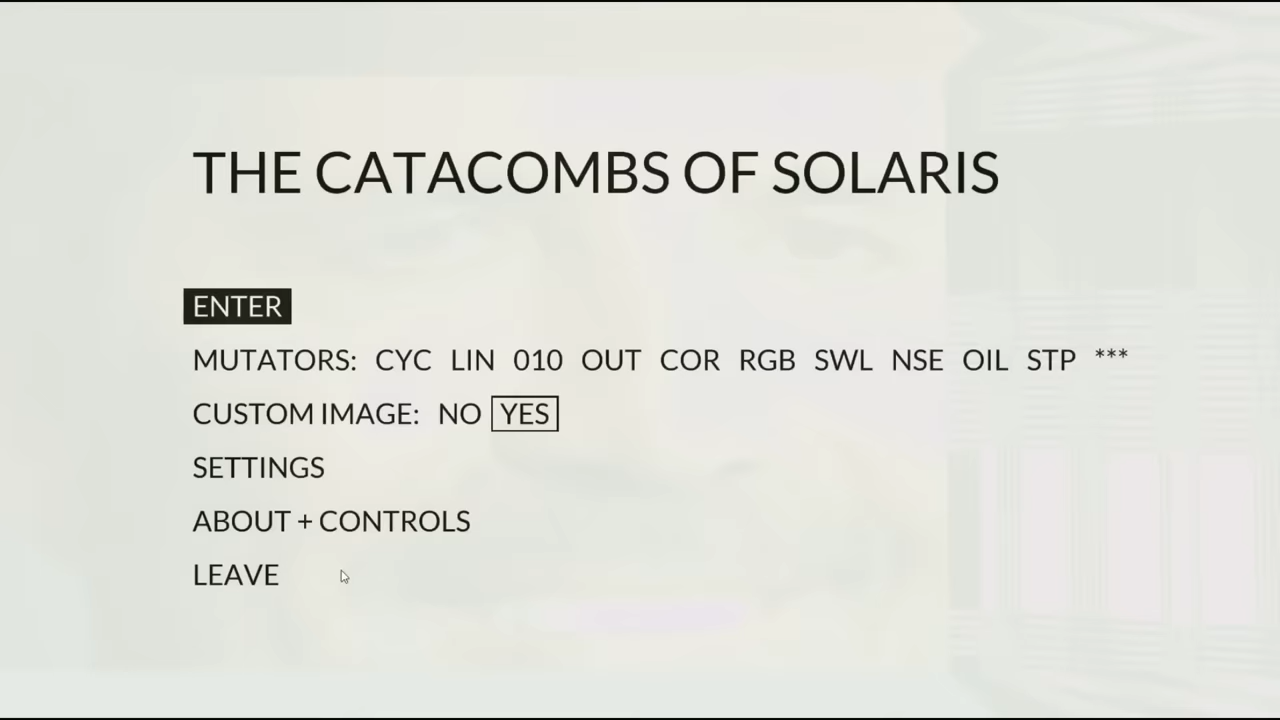 THE CATACOMBS OF SOLARIS
ENTER
MUTATORS: CYC LIN 010 OUT COR RGB SWL NSE OIL STP ***
CUSTOM IMAGE: NO YES
SETTINGS
ABOUT + CONTROLS
LEAVE